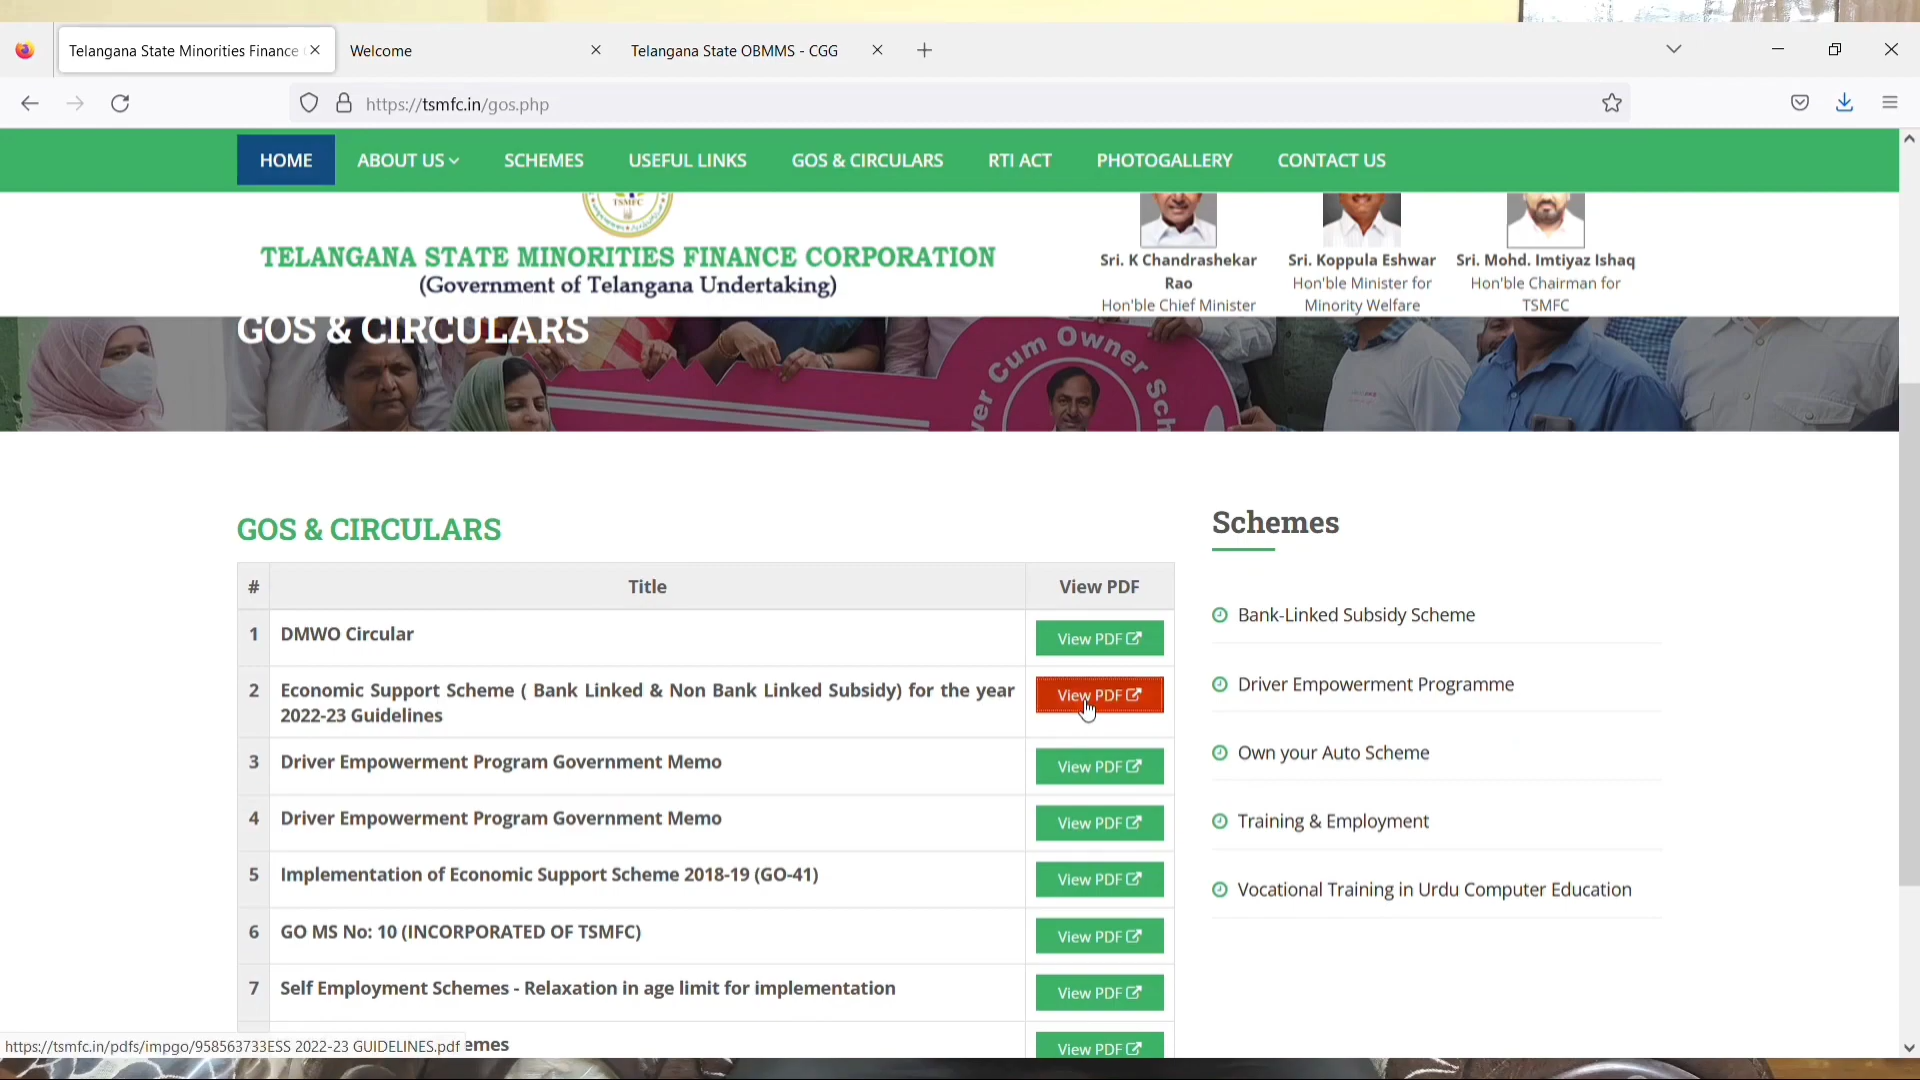 Telangana State Minorities Finance
Welcome
Telangana State OBMMS - CGG
https://tsmfc.in/gos.php
HOME
ABOUT US
SCHEMES
USEFUL LINKS
GOS & CIRCULARS
RTI ACT
PHOTOGALLERY
CONTACT US
TSMFC
TELANGANA STATE MINORITIES FINANCE CORPORATION
(Government of Telangana Undertaking)
Sri. K Chandrashekar
Rao
Hon'ble Chief Minister
Sri. Koppula Eshwar
Hon'ble Minister for
Minority Welfare
Sri. Mohd. Imtiyaz Ishaq
Hon'ble Chairman for
TSMFC
GOS & CIRCULARS
Cum Owner
GOS & CIRCULARS
# Title View PDF
1 DMWO Circular View PDF
2 Economic Support Scheme ( Bank Linked & Non Bank Linked Subsidy) for the year View PDF
2022-23 Guidelines
3 Driver Empowerment Program Government Memo View PDF
4 Driver Empowerment Program Government Memo View PDF
5 Implementation of Economic Support Scheme 2018-19 (GO-41) View PDF
6 GO MS No: 10 (INCORPORATED OF TSMFC) View PDF
7 Self Employment Schemes - Relaxation in age limit for implementation View PDF
emes View PDF
Schemes
Bank-Linked Subsidy Scheme
Driver Empowerment Programme
Own your Auto Scheme
Training & Employment
Vocational Training in Urdu Computer Education
https://tsmfc.in/pdfs/impgo/958563733ESS 2022-23 GUIDELINES.pdf